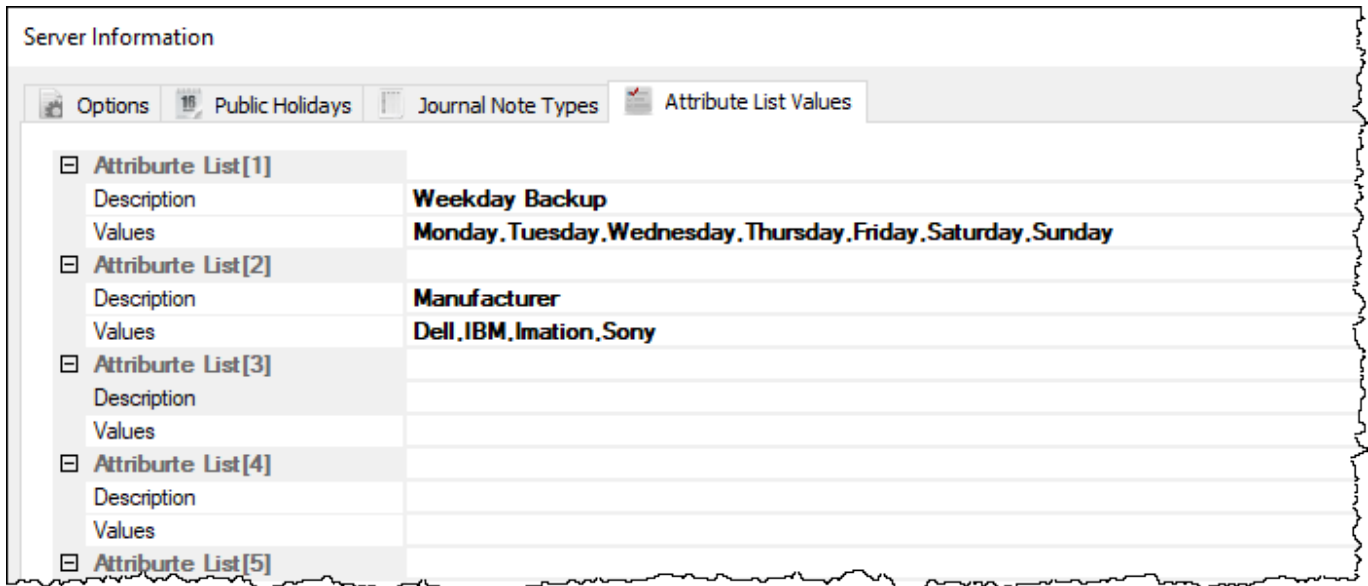 Server Information
Options Public Holidays Journal Note Types Attribute List Values
Attriburte List[1]
Description Weekday Backup
Values Monday,Tuesday,Wednesday,Thursday,Friday,Saturday,Sunday
Attriburte List[2]
Description Manufacturer
Values Dell,IBM,Imation,Sony
Attriburte List[3]
Description
Values
Attriburte List[4]
Description
Values
Attriburte List[5]